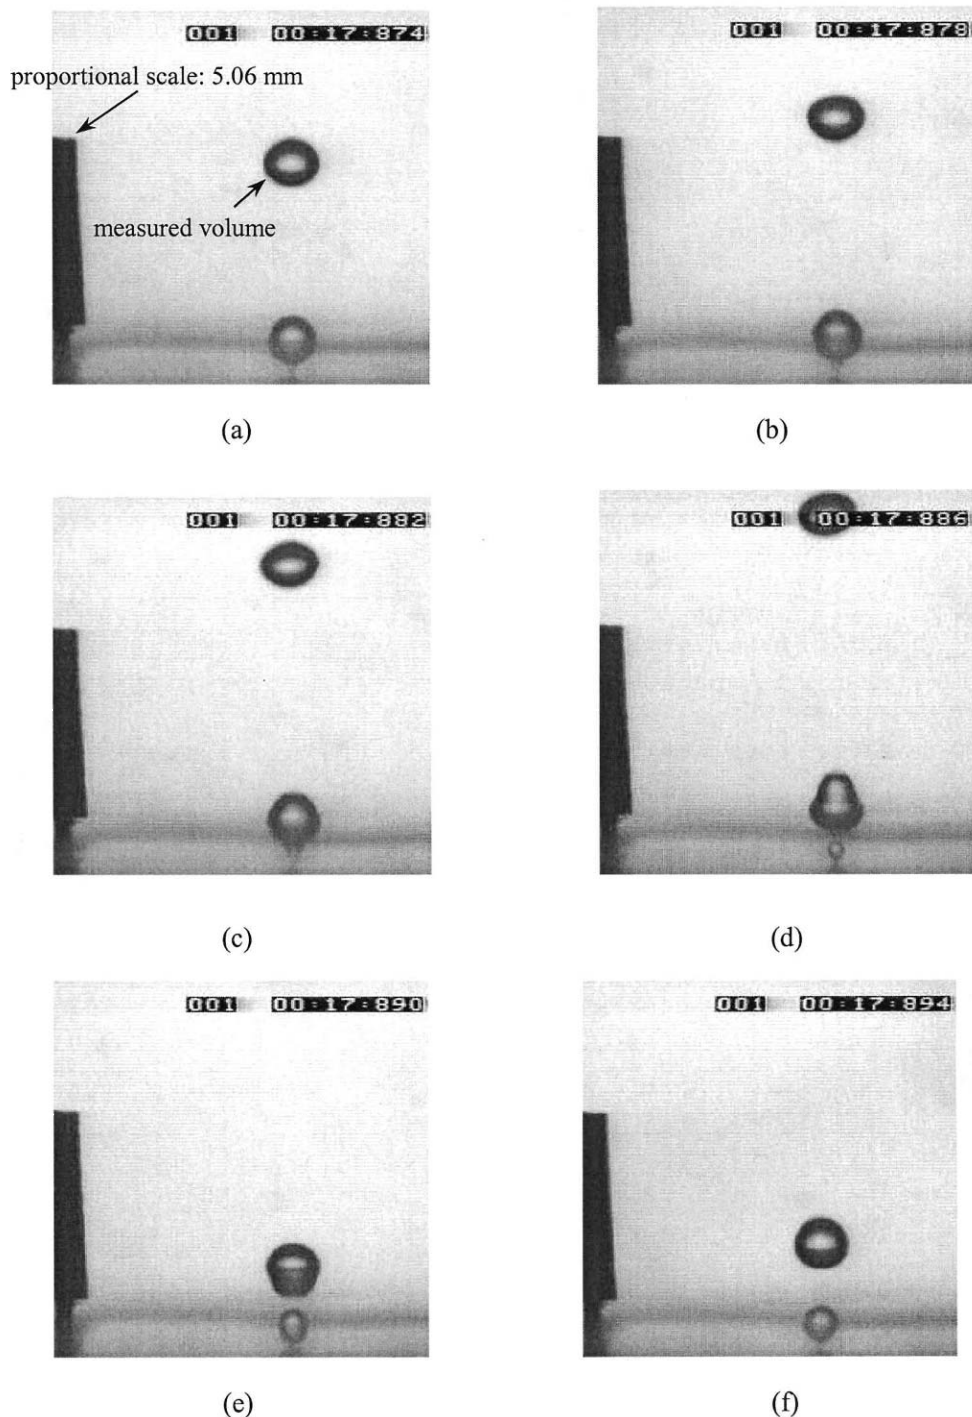 001 00:17:874
001 00:17:878
proportional scale: 5.06 mm
measured volume
(a)
(b)
001 00:17:882
001 00:17:886
(c)
(d)
001 00:17:890
001 00:17:894
(e)
(f)